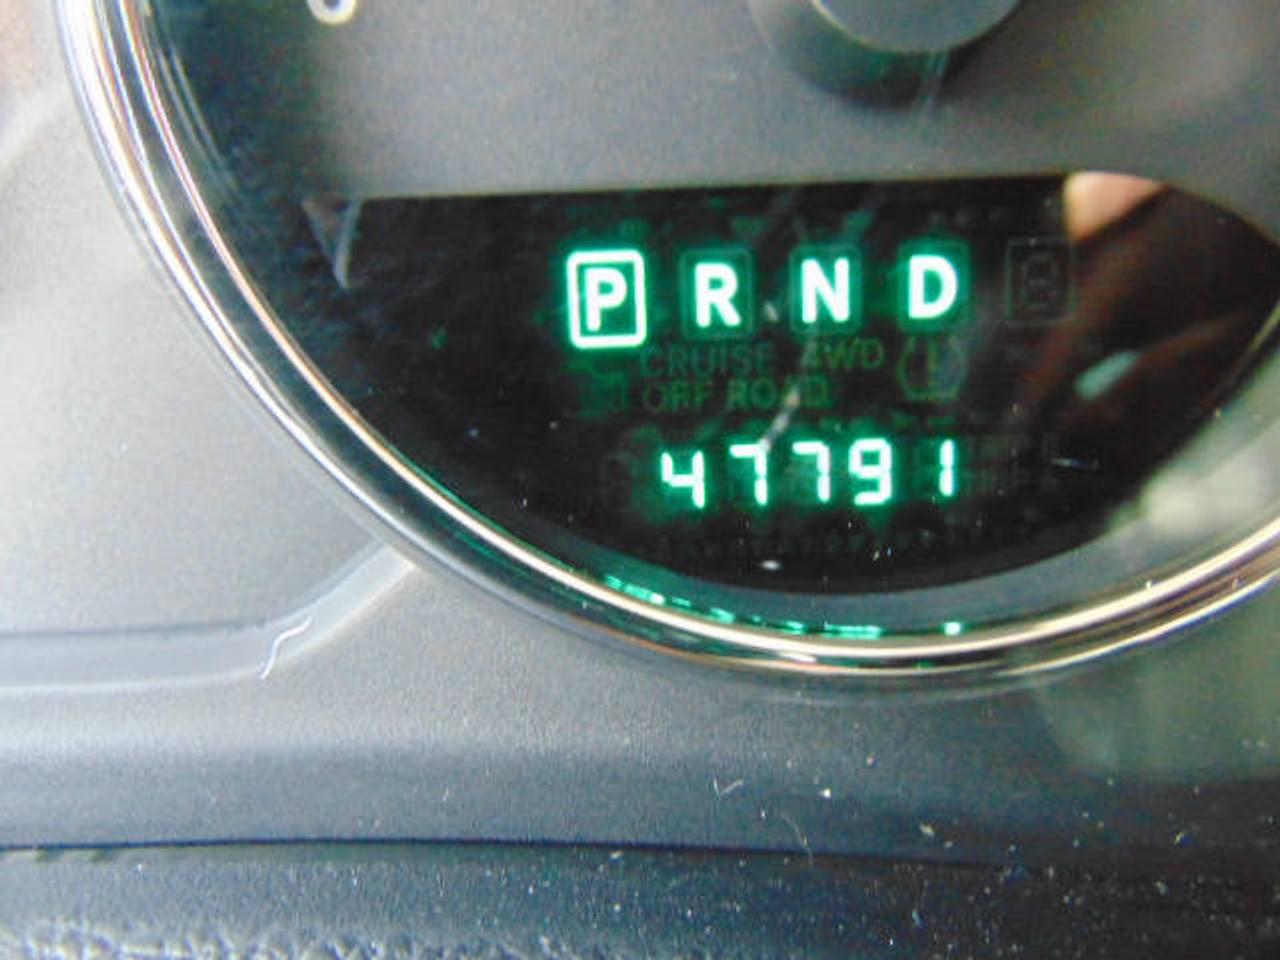 P R N D
CRUISE 4WD
OFF ROAD
47791